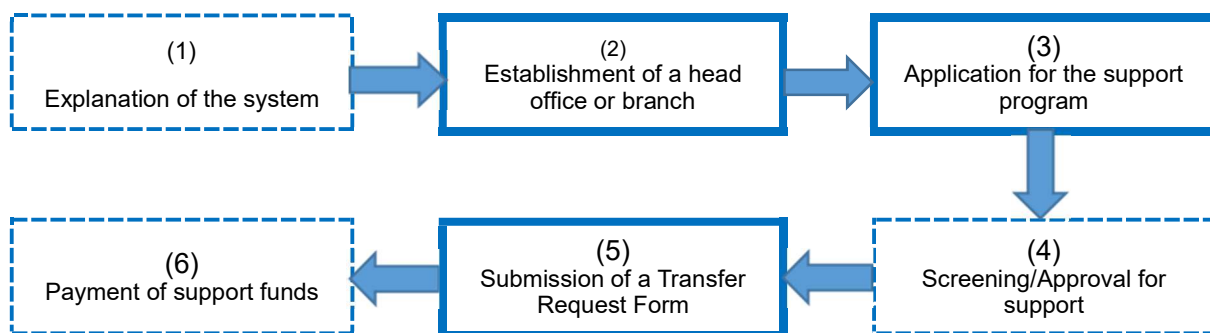 (1)
Explanation of the system
(2)
Establishment of a head
office or branch
(3)
Application for the support
program
(4)
Screening/Approval for
support
(5)
Submission of a Transfer
Request Form
(6)
Payment of support funds